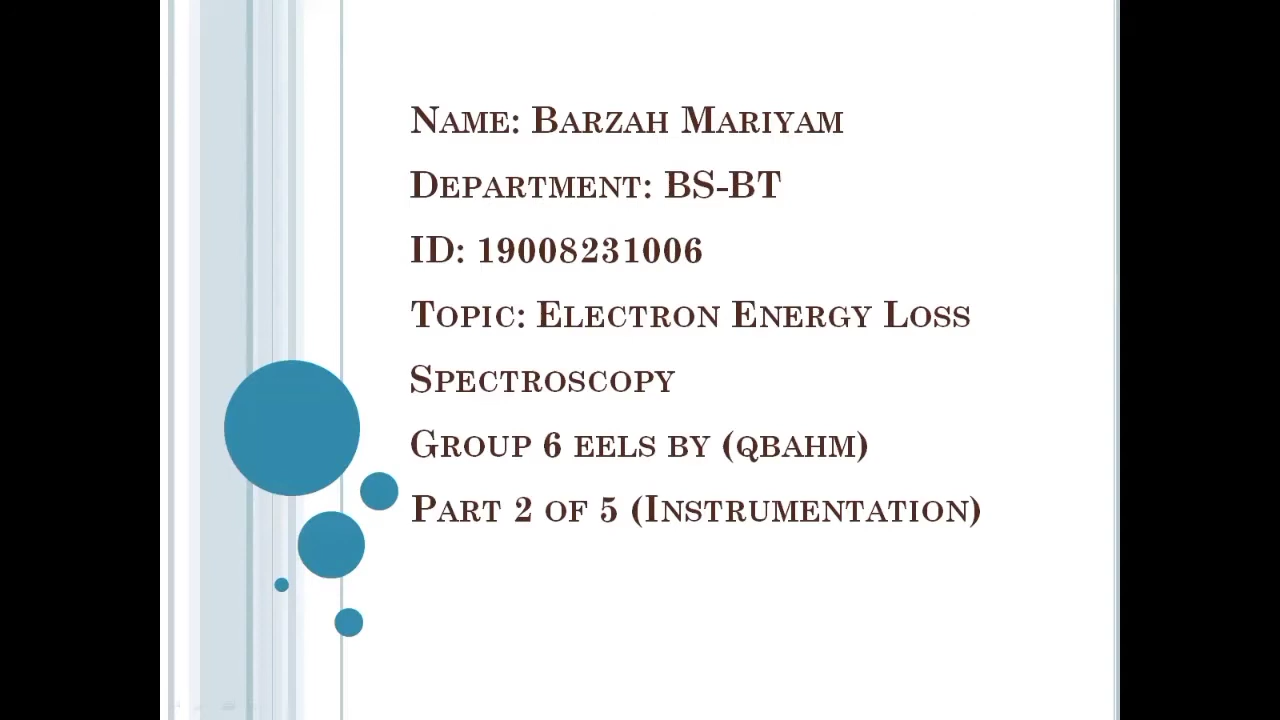 Name: Barzah Mariyam
Department: BS-BT
ID: 19008231006
Topic: Electron Energy Loss
Spectroscopy
Group 6 eels by (qbahm)
Part 2 of 5 (Instrumentation)